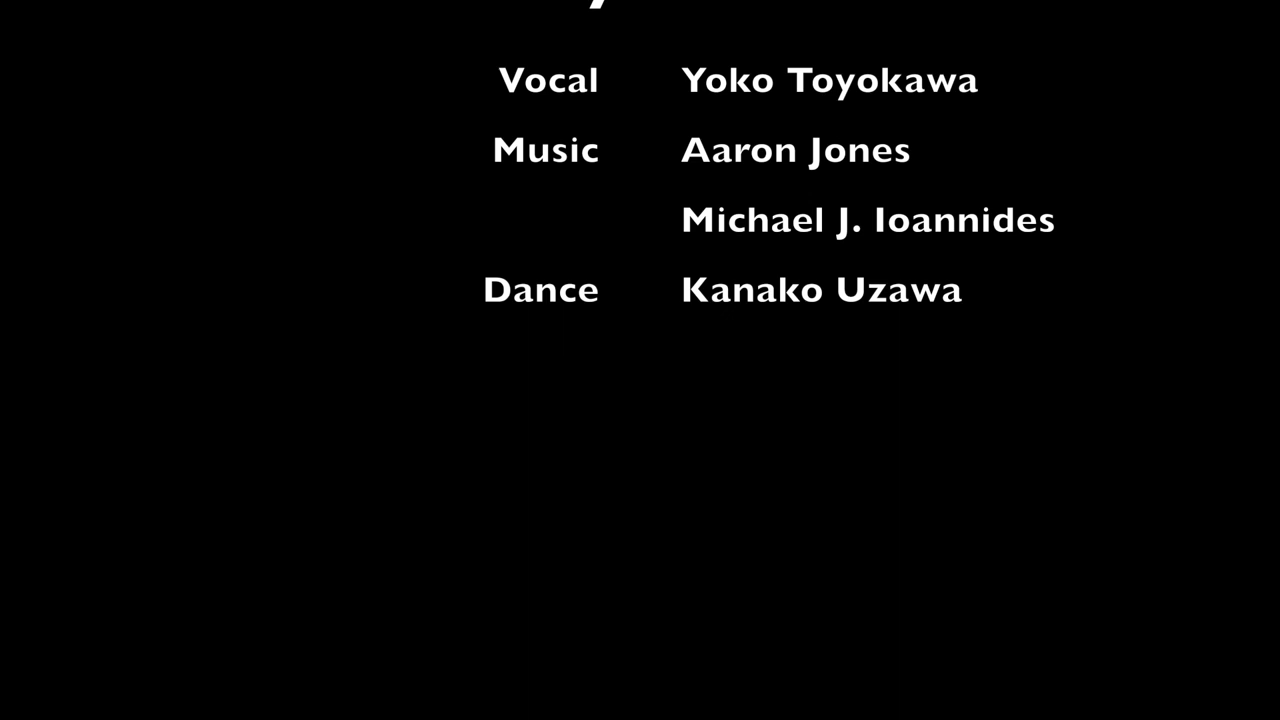 Vocal Yoko Toyokawa
Music Aaron Jones
Michael J. Ioannides
Dance Kanako Uzawa